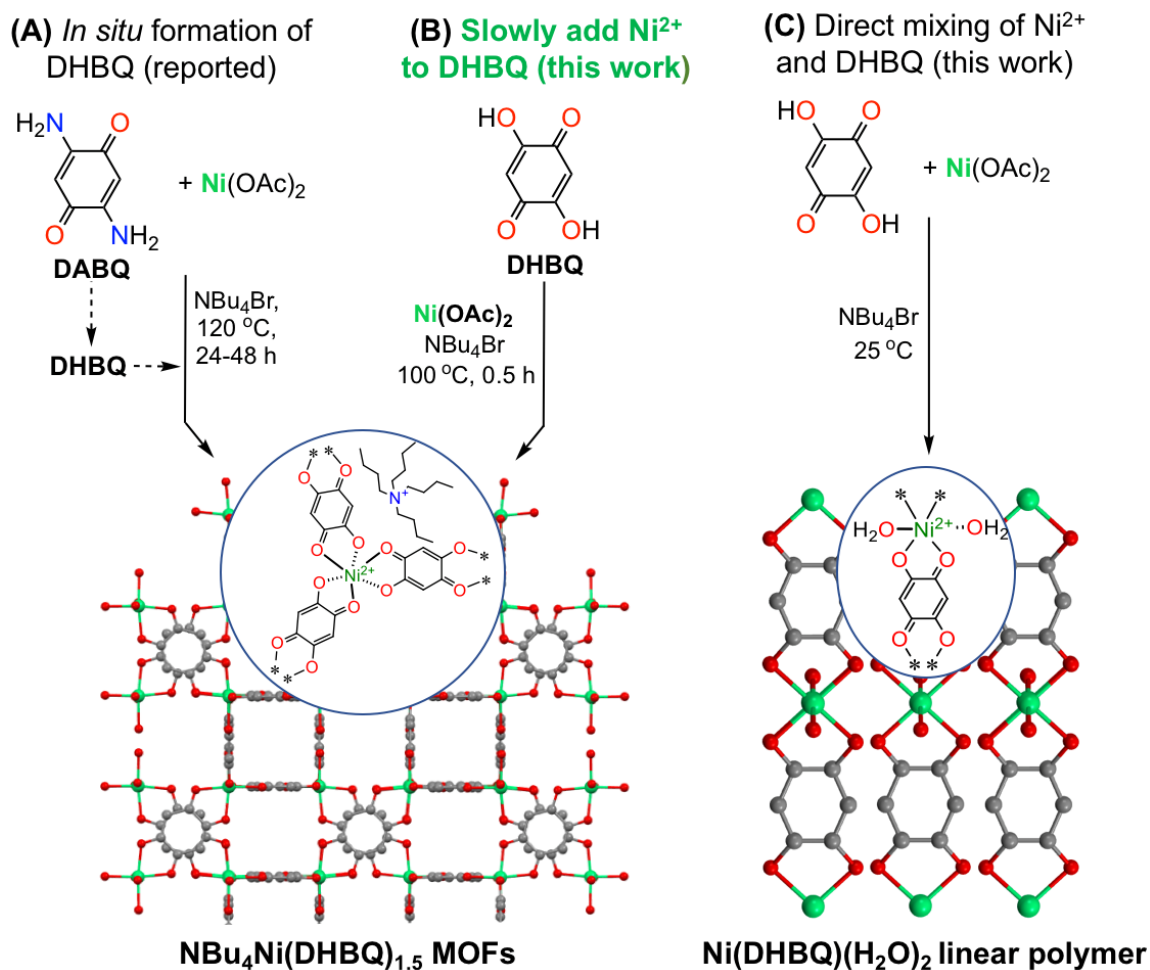 (A) In situ formation of
DHBQ (reported)
(B) Slowly add Ni²⁺
to DHBQ (this work)
(C) Direct mixing of Ni²⁺
and DHBQ (this work)
H₂N
O
O
NH₂
DABQ
+ Ni(OAc)₂
HO
O
O
OH
DHBQ
HO
O
O
OH
+ Ni(OAc)₂
NBu₄Br,
120 °C,
24-48 h
DHBQ
Ni(OAc)₂
NBu₄Br
100 °C, 0.5 h
NBu₄Br
25 °C
* *
O
O
N⁺
O
O
O
O
*
Ni²⁺
O
O
*
O
O
O
O
* *
* *
H₂O
Ni²⁺
OH₂
O
O
O
O
* *
NBu₄Ni(DHBQ)₁.₅ MOFs
Ni(DHBQ)(H₂O)₂ linear polymer